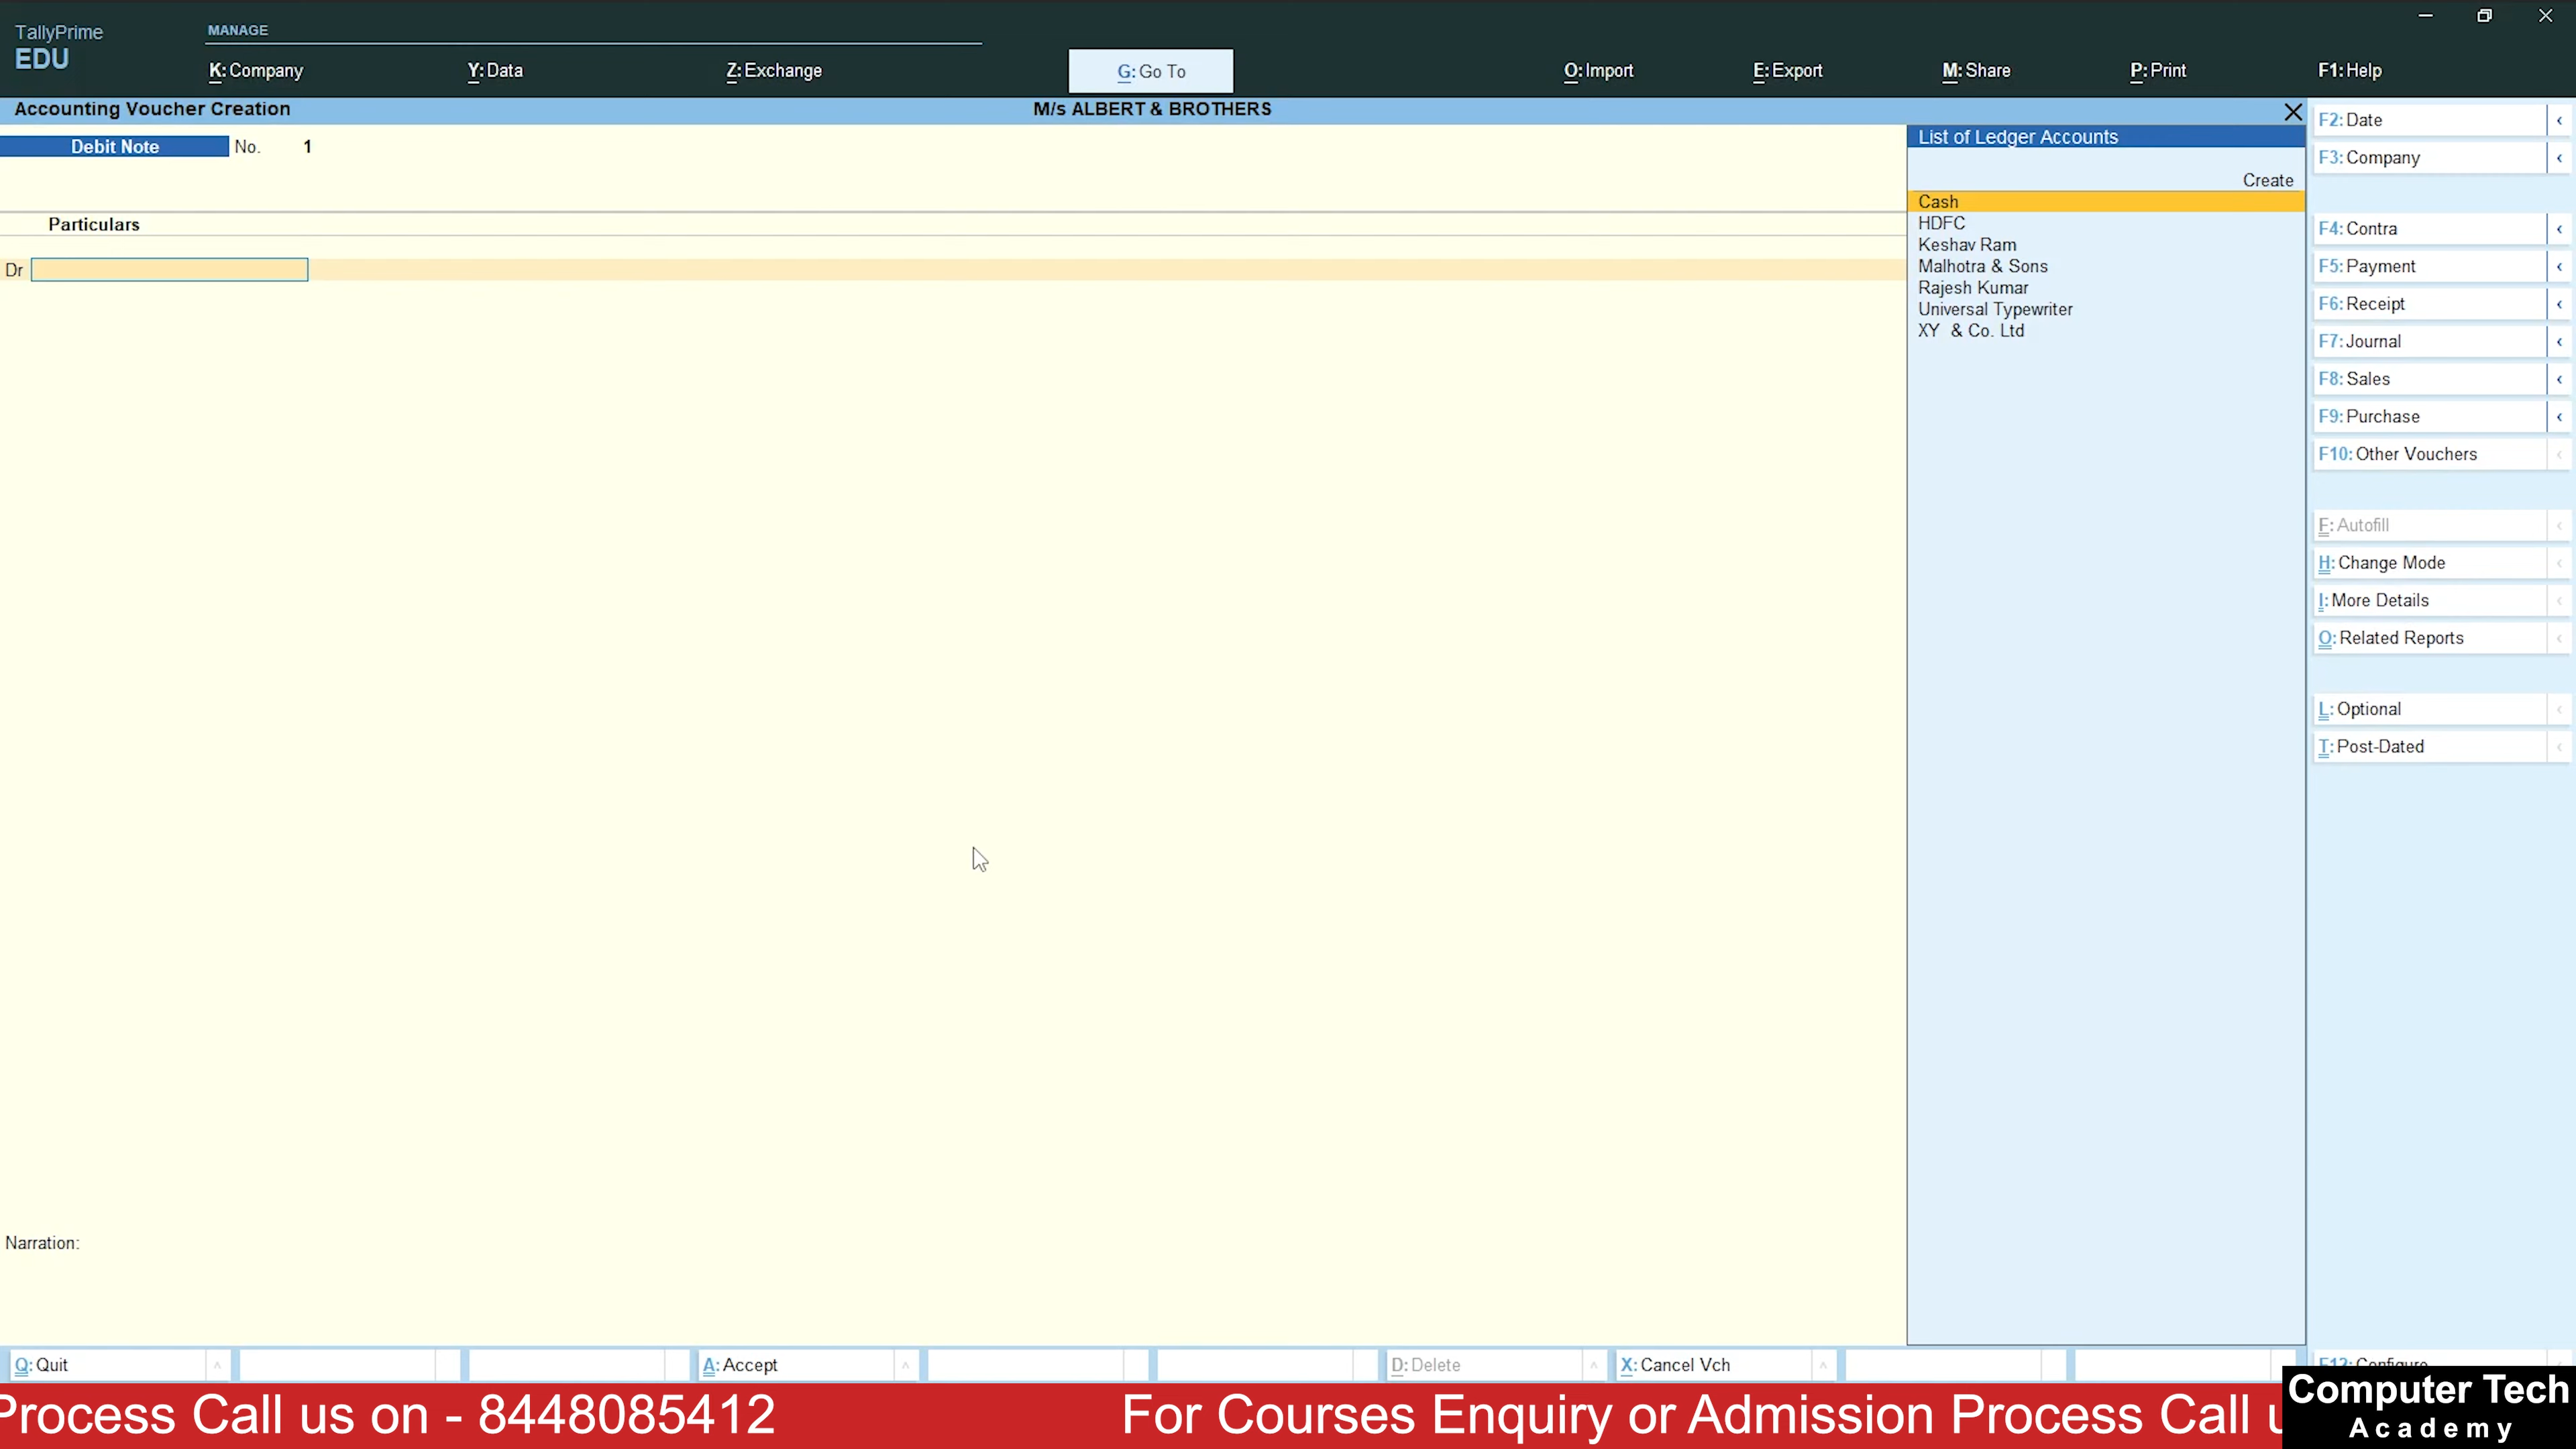 TallyPrime
EDU
MANAGE
K: Company
Y: Data
Z: Exchange
G: Go To
O: Import
E: Export
M: Share
P: Print
F1: Help
Accounting Voucher Creation
M/s ALBERT & BROTHERS
Debit Note No. 1
Particulars
Dr
Narration:
List of Ledger Accounts
Create
Cash
HDFC
Keshav Ram
Malhotra & Sons
Rajesh Kumar
Universal Typewriter
XY & Co. Ltd
F2: Date
F3: Company
F4: Contra
F5: Payment
F6: Receipt
F7: Journal
F8: Sales
F9: Purchase
F10: Other Vouchers
F: Autofill
H: Change Mode
I: More Details
O: Related Reports
L: Optional
T: Post-Dated
F12: Configure
Q: Quit
A: Accept
D: Delete
X: Cancel Vch
Process Call us on - 8448085412
For Courses Enquiry or Admission Process Call u
Computer Tech
Academy